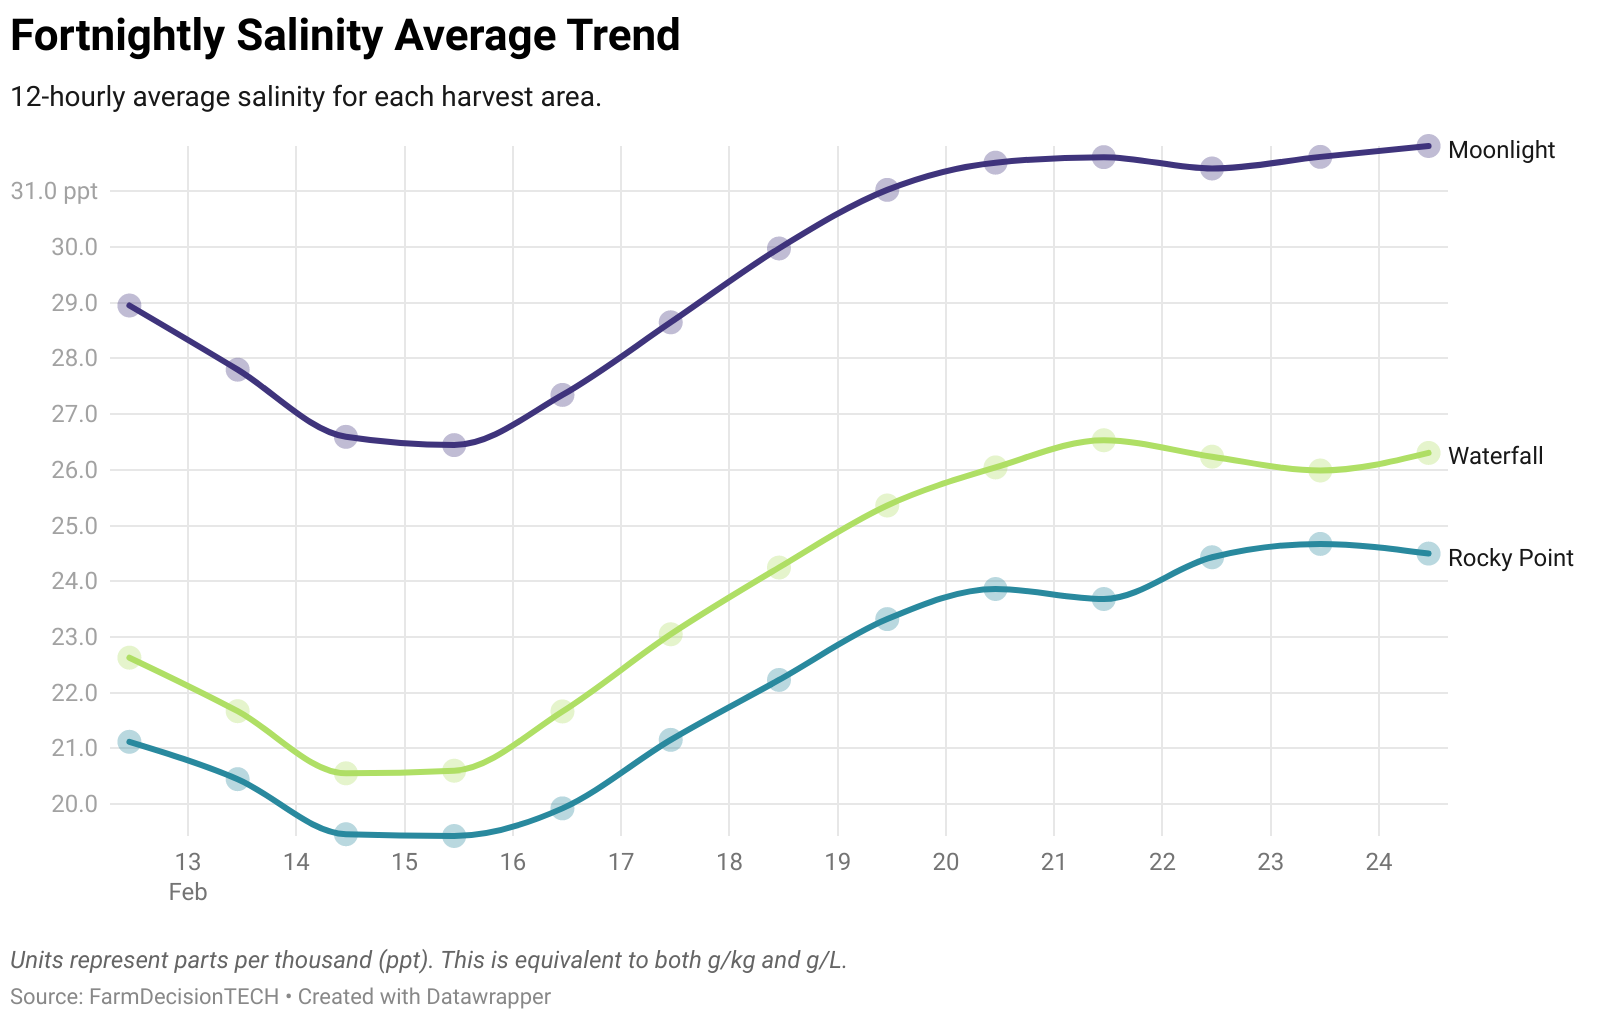 Fortnightly Salinity Average Trend
12-hourly average salinity for each harvest area.
Moonlight
31.0 ppt
30.0
29.0
28.0
27.0
26.0
Waterfall
25.0
Rocky Point
24.0
23.0
22.0
21.0
20.0
13 14 15 16 17 18 19 20 21 22 23 24
Feb
Units represent parts per thousand (ppt). This is equivalent to both g/kg and g/L.
Source: FarmDecisionTECH • Created with Datawrapper